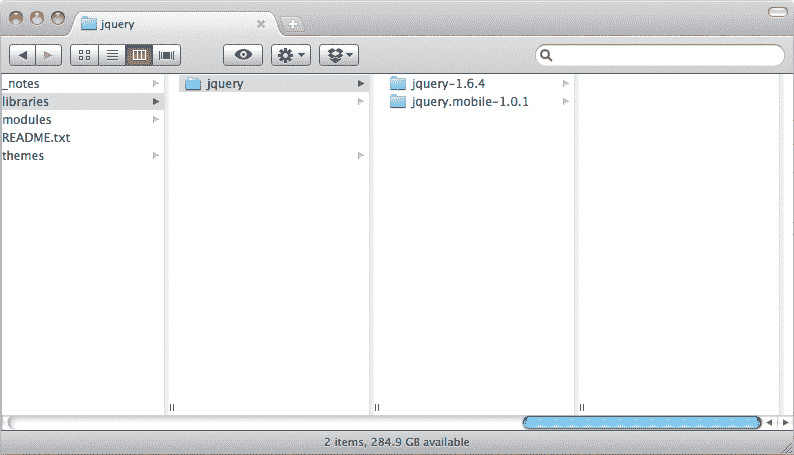 jquery
_notes
libraries
modules
README.txt
themes
jquery
jquery-1.6.4
jquery.mobile-1.0.1
2 items, 284.9 GB available